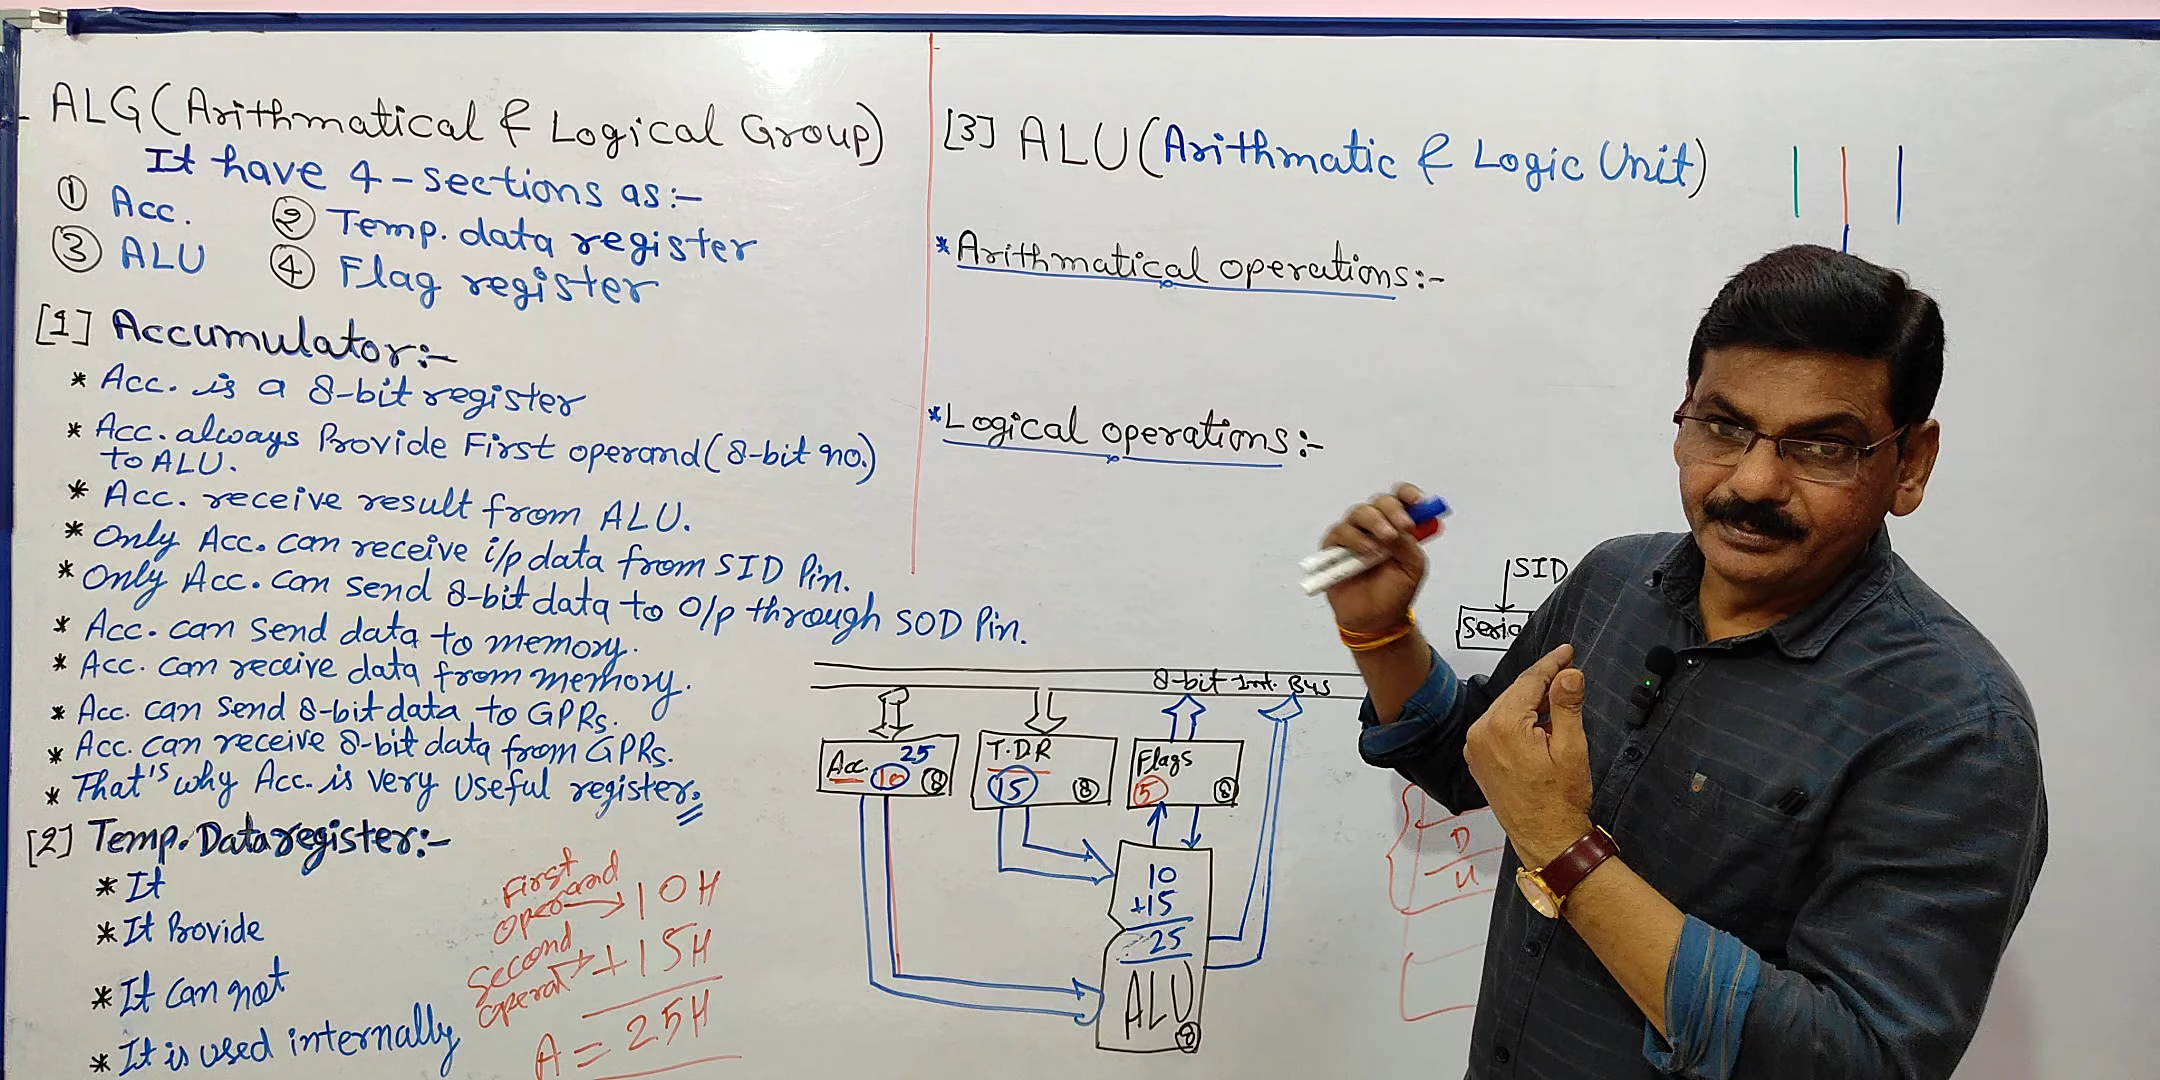 ALG (Arithmatical & Logical Group)
It have 4-sections as:-
① Acc. ② Temp. data register
③ ALU ④ Flag register
[1] Accumulator:-
* Acc. is a 8-bit register
* Acc. always Provide First operand (8-bit no.)
to ALU.
* Acc. receive result from ALU.
* Only Acc. can receive i/p data from SID Pin.
* Only Acc. can send 8-bit data to O/p through SOD Pin.
* Acc. can send data to memory.
* Acc. can receive data from memory.
* Acc. can send 8-bit data to GPRs.
* Acc. can receive 8-bit data from GPRs.
* That's why Acc. is very useful register.
[2] Temp. Data register:-
* It
* It Provide
* It can not
* It is used internally
First
operand → 10H
Second
operat → + 15H
A = 25H
[3] ALU (Arithmatic & Logic Unit)
* Arithmatical operations:-
* Logical operations:-
SID
8-bit Int. Bus
Acc. 25
10 8
T.D.R
15 8
Flags
5 8
10
+15
25
ALU
8
D